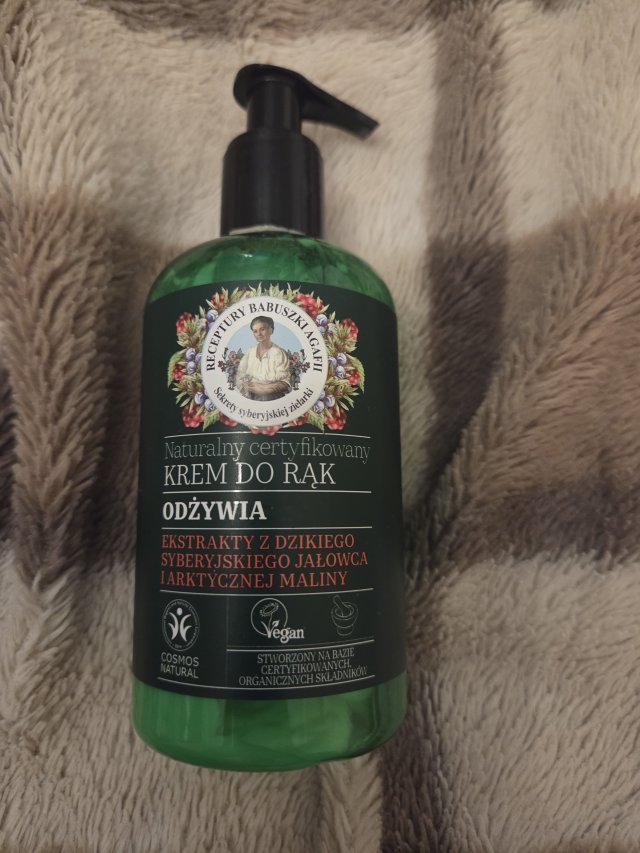 RECEPTURY BABUSZKI AGAFII
Sekrety syberyjskiej zielarki
Naturalny certyfikowany
KREM DO RĄK
ODŻYWIA
EKSTRAKTY Z DZIKIEGO
SYBERYJSKIEGO JAŁOWCA
I ARKTYCZNEJ MALINY
COSMOS
NATURAL
Vegan
STWORZONY NA BAZIE
CERTYFIKOWANYCH,
ORGANICZNYCH SKŁADNIKÓW